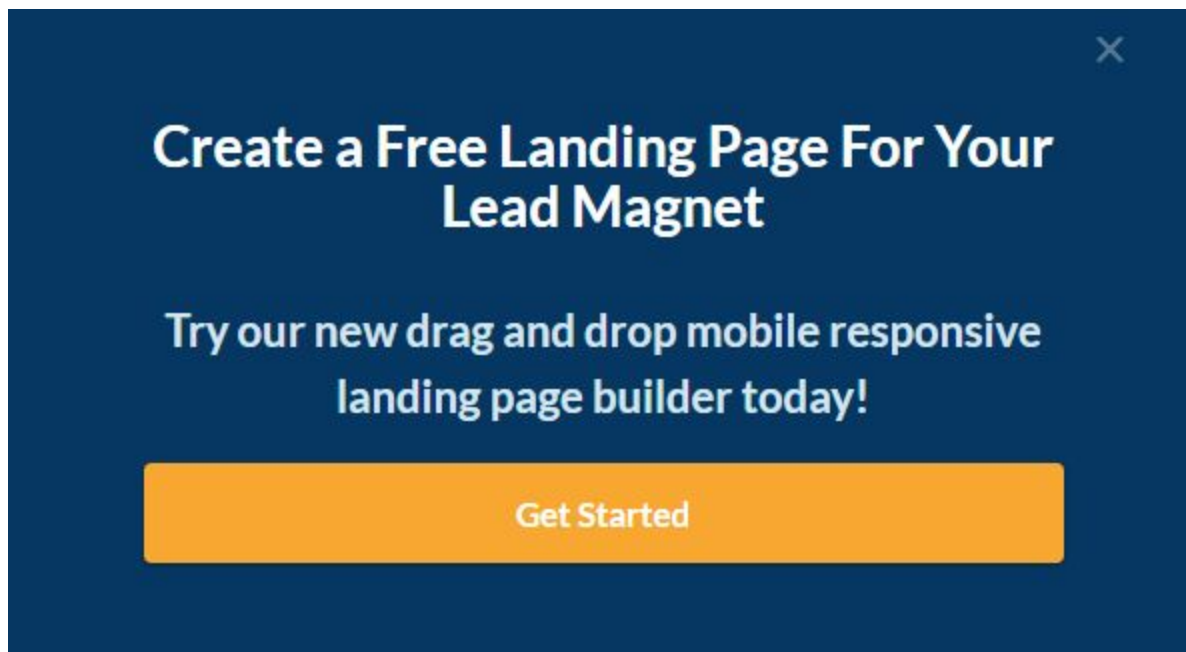 Create a Free Landing Page For Your
Lead Magnet
Try our new drag and drop mobile responsive
landing page builder today!
Get Started